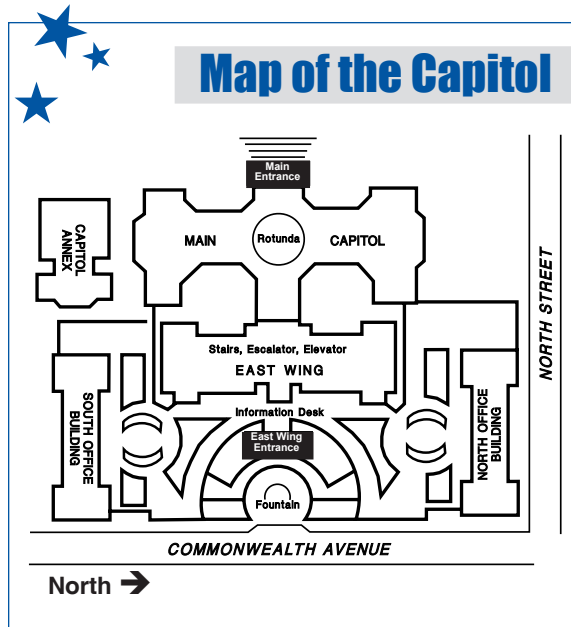 Map of the Capitol
Main
Entrance
MAIN
Rotunda
CAPITOL
CAPITOL
ANNEX
NORTH STREET
Stairs, Escalator, Elevator
EAST WING
Information Desk
East Wing
Entrance
SOUTH OFFICE
BUILDING
NORTH OFFICE
BUILDING
Fountain
COMMONWEALTH AVENUE
North